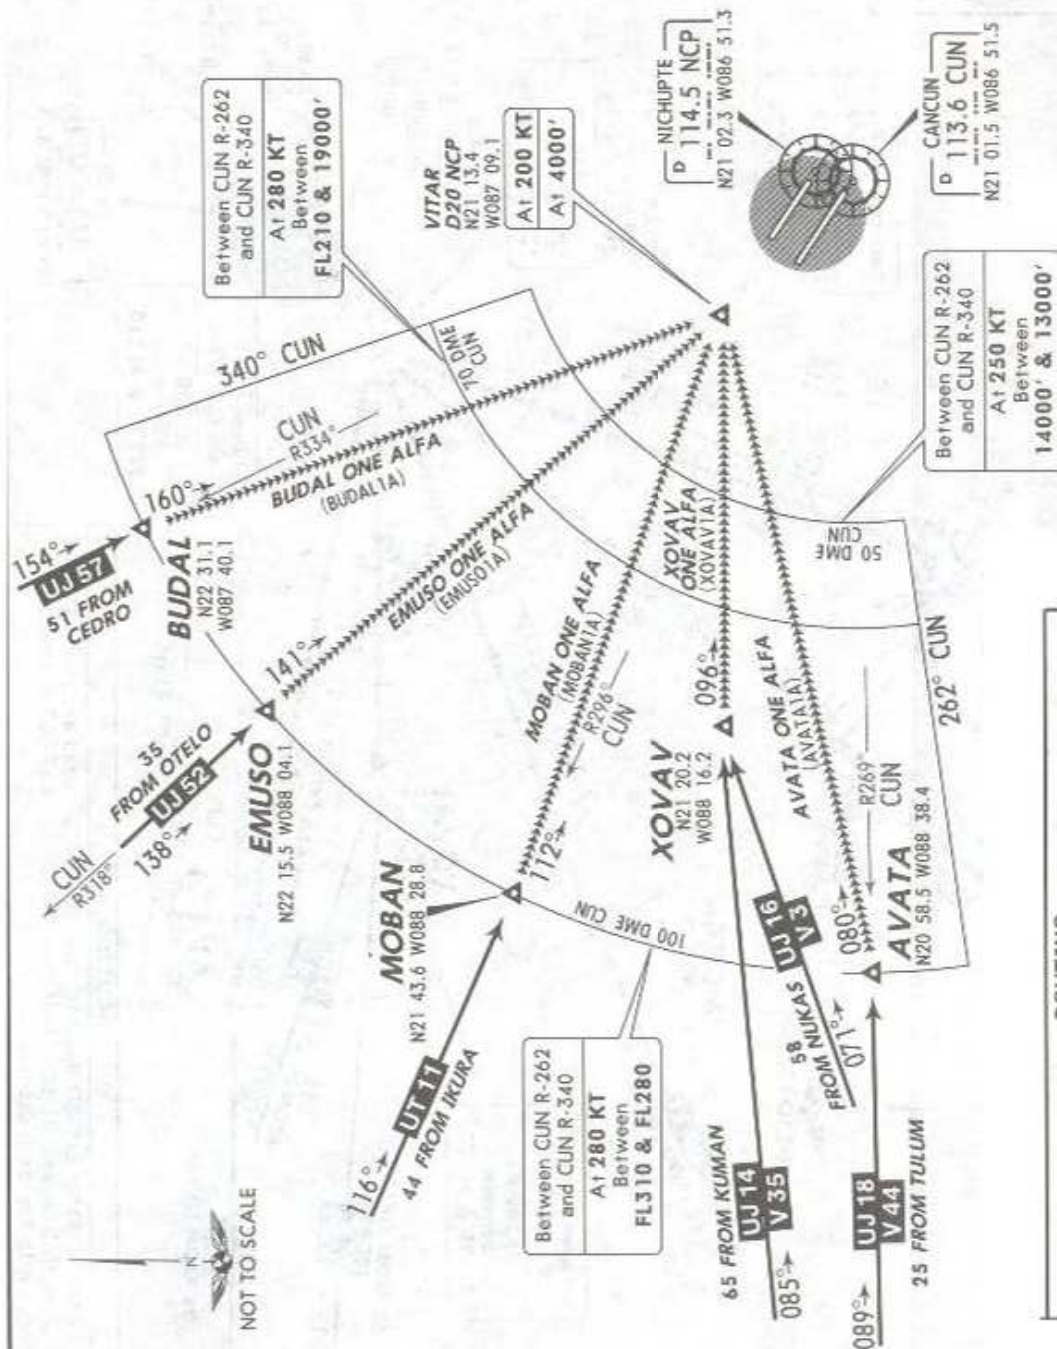 N
NOT TO SCALE
154°
UJ 57
51 FROM
CEDRO
BUDAL
N22 31.1
W087 40.1
160°
340° CUN
CUN
R334°
BUDAL ONE ALFA
(BUDAL1A)
Between CUN R-262
and CUN R-340
At 280 KT
Between
FL210 & 19000'
70 DME
CUN
VITAR
D20 NCP
N21 13.4
W087 09.1
At 200 KT
At 4000'
D NICHUPTE
114.5 NCP
N21 02.3 W086 51.3
D CANCUN
113.6 CUN
N21 01.5 W086 51.5
CUN
R318°
35
FROM OTELO
UJ 52
138°
EMUSO
N22 15.5 W088 04.1
141°
EMUSO ONE ALFA
(EMUSO1A)
MOBAN
N21 43.6 W088 28.8
112°
MOBAN ONE ALFA
(MOBAN1A)
R296°
CUN
116°
UT 11
44 FROM IKURA
100 DME CUN
Between CUN R-262
and CUN R-340
At 280 KT
Between
FL310 & FL280
XOVAV
N21 20.2
W088 16.2
096°
XOVAV
ONE ALFA
(XOVAV1A)
65 FROM KUMAN
UJ 14
V 35
085°
UJ 16
V 3
58
FROM NUKAS
071°
AVATA ONE ALFA
(AVATA1A)
080°
R269°
CUN
AVATA
N20 58.5 W088 38.4
089°
UJ 18
V 44
25 FROM TULUM
262° CUN
50 DME
CUN
Between CUN R-262
and CUN R-340
At 250 KT
Between
14000' & 13000'